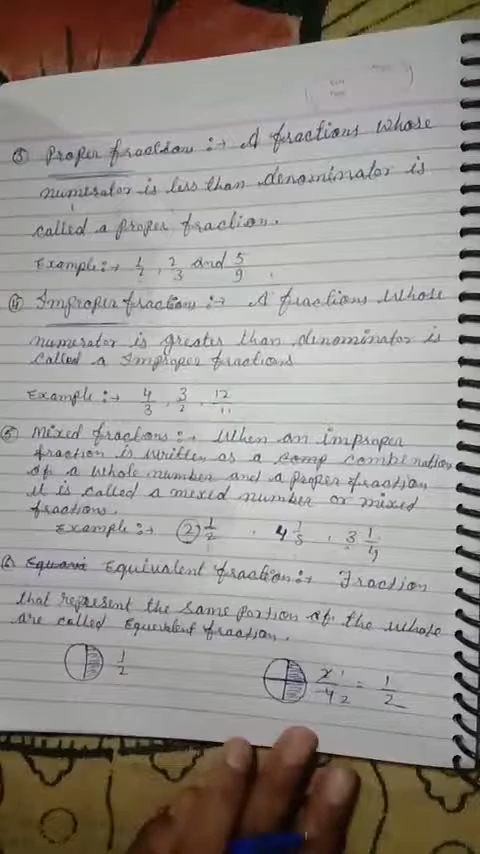 ③ Proper fraction :→ A fractions whose
numerator is less than denominator is
called a proper fraction.
Example :→ 1/2, 2/3 and 5/9.
④ Improper fraction :→ A fractions whose
numerator is greater than denominator is
called a Improper fractions
Example :→ 4/3, 3/2, 12/11
⑤ Mixed fractions :→ When an improper
fraction is written as a comp combination
of a whole number and a proper fraction
it is called a mixed number or mixed
fractions.
Example :→ ② 1/2 , 4 1/5 , 3 1/4
⑥ Equivalent fraction :→ Fraction
that represent the same portion of the whole
are called Equivalent fraction.
1/2 2 1/4 2 = 1/2